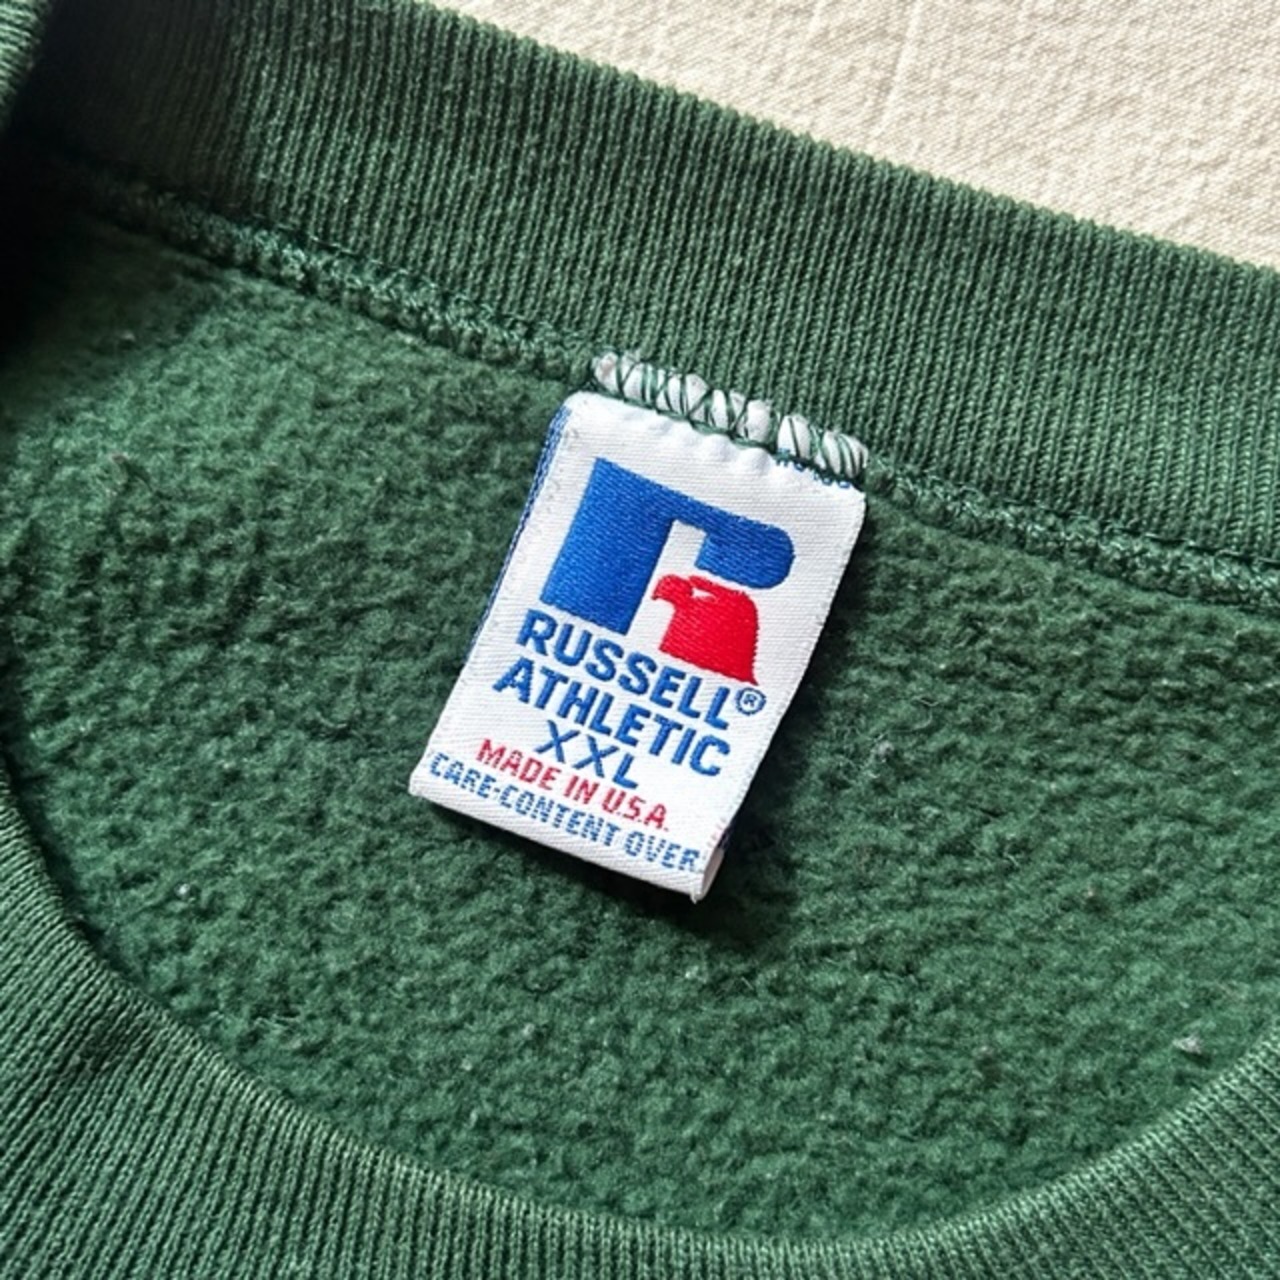 RUSSELL®
ATHLETIC
XXL
MADE IN U.S.A.
CARE-CONTENT OVER